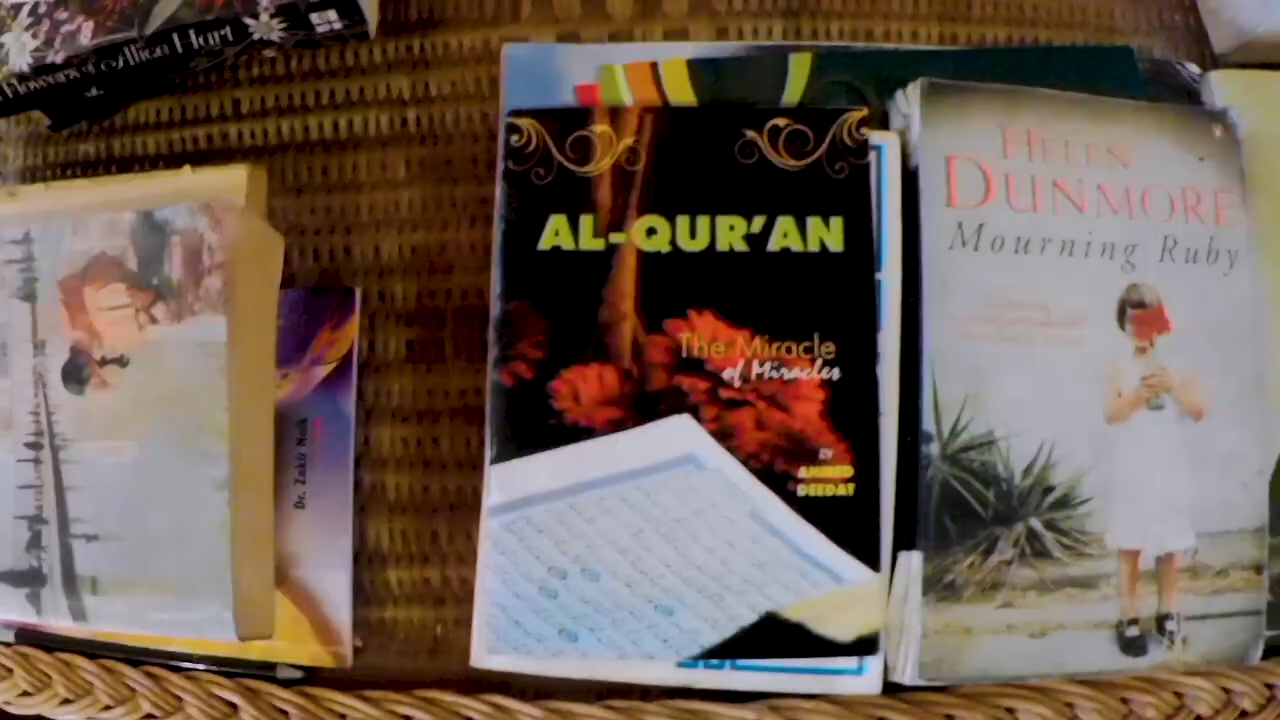 Flowers of Alice Hart
Dr. Zakir Naik
AL-QUR'AN
The Miracle
of Miracles
BY
AHMED
DEEDAT
HELEN
DUNMORE
Mourning Ruby